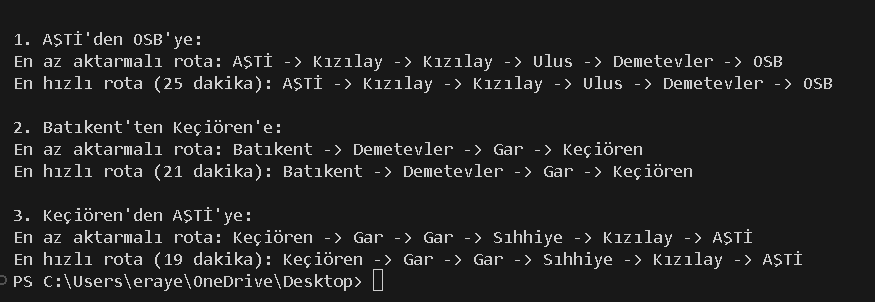 1. AŞTİ'den OSB'ye:
En az aktarmalı rota: AŞTİ -> Kızılay -> Kızılay -> Ulus -> Demetevler -> OSB
En hızlı rota (25 dakika): AŞTİ -> Kızılay -> Kızılay -> Ulus -> Demetevler -> OSB
2. Batıkent'ten Keçiören'e:
En az aktarmalı rota: Batıkent -> Demetevler -> Gar -> Keçiören
En hızlı rota (21 dakika): Batıkent -> Demetevler -> Gar -> Keçiören
3. Keçiören'den AŞTİ'ye:
En az aktarmalı rota: Keçiören -> Gar -> Gar -> Sıhhiye -> Kızılay -> AŞTİ
En hızlı rota (19 dakika): Keçiören -> Gar -> Gar -> Sıhhiye -> Kızılay -> AŞTİ
PS C:\Users\eraye\OneDrive\Desktop>